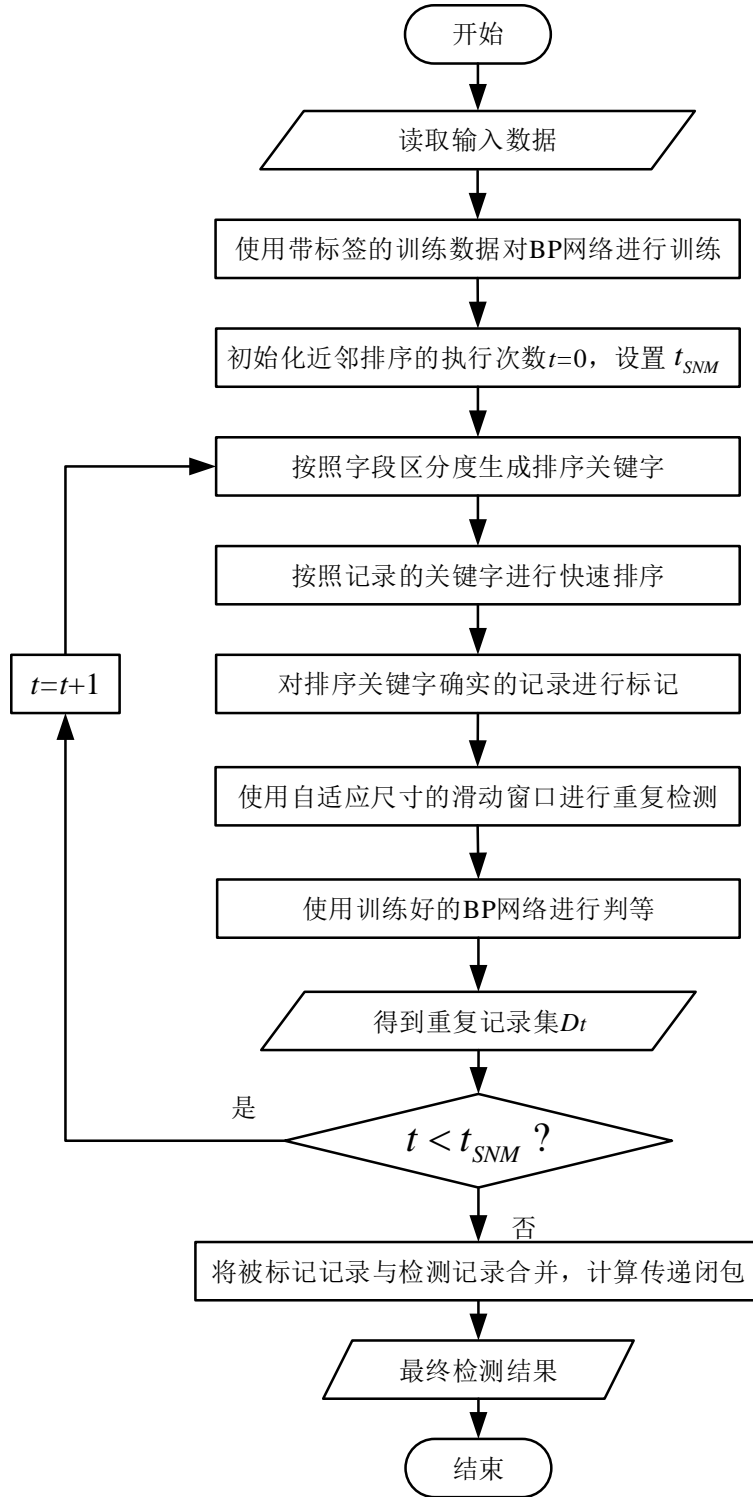 开始
读取输入数据
使用带标签的训练数据对BP网络进行训练
初始化近邻排序的执行次数t=0，设置 t_SNM
按照字段区分度生成排序关键字
按照记录的关键字进行快速排序
t=t+1
对排序关键字确实的记录进行标记
使用自适应尺寸的滑动窗口进行重复检测
使用训练好的BP网络进行判等
得到重复记录集Dt
是
t < t_SNM ?
否
将被标记记录与检测记录合并，计算传递闭包
最终检测结果
结束